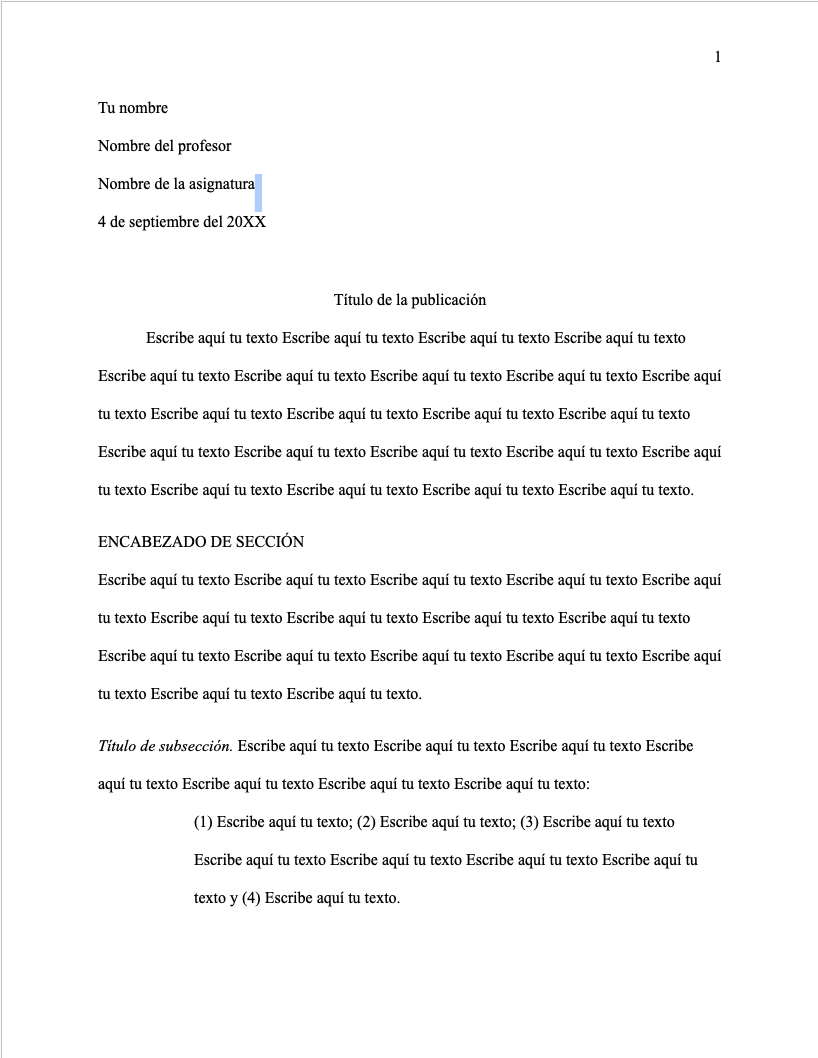 1
Tu nombre
Nombre del profesor
Nombre de la asignatura
4 de septiembre del 20XX
Título de la publicación
Escribe aquí tu texto Escribe aquí tu texto Escribe aquí tu texto Escribe aquí tu texto
Escribe aquí tu texto Escribe aquí tu texto Escribe aquí tu texto Escribe aquí tu texto Escribe aquí
tu texto Escribe aquí tu texto Escribe aquí tu texto Escribe aquí tu texto Escribe aquí tu texto
Escribe aquí tu texto Escribe aquí tu texto Escribe aquí tu texto Escribe aquí tu texto Escribe aquí
tu texto Escribe aquí tu texto Escribe aquí tu texto Escribe aquí tu texto Escribe aquí tu texto.
ENCABEZADO DE SECCIÓN
Escribe aquí tu texto Escribe aquí tu texto Escribe aquí tu texto Escribe aquí tu texto Escribe aquí
tu texto Escribe aquí tu texto Escribe aquí tu texto Escribe aquí tu texto Escribe aquí tu texto
Escribe aquí tu texto Escribe aquí tu texto Escribe aquí tu texto Escribe aquí tu texto Escribe aquí
tu texto Escribe aquí tu texto Escribe aquí tu texto.
Título de subsección. Escribe aquí tu texto Escribe aquí tu texto Escribe aquí tu texto Escribe
aquí tu texto Escribe aquí tu texto Escribe aquí tu texto Escribe aquí tu texto:
(1) Escribe aquí tu texto; (2) Escribe aquí tu texto; (3) Escribe aquí tu texto
Escribe aquí tu texto Escribe aquí tu texto Escribe aquí tu texto Escribe aquí tu
texto y (4) Escribe aquí tu texto.